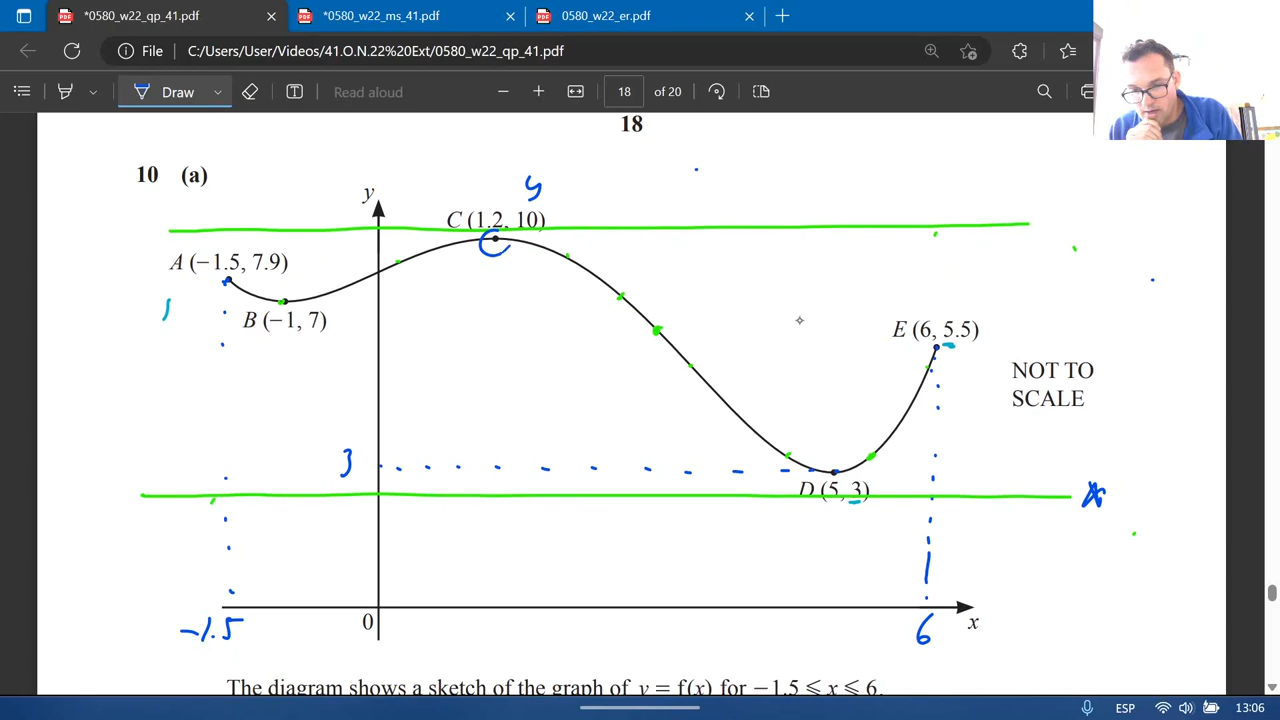 *0580_w22_qp_41.pdf
*0580_w22_ms_41.pdf
0580_w22_er.pdf
File
C:/Users/User/Videos/41.O.N.22%20Ext/0580_w22_qp_41.pdf
Draw
Read aloud
18
of 20
18
10 (a)
y
y
C (1.2, 10)
A (−1.5, 7.9)
B (−1, 7)
E (6, 5.5)
NOT TO
SCALE
3
D (5, 3)
0
x
-1.5
6
The diagram shows a sketch of the graph of y = f(x) for −1.5 ⩽ x ⩽ 6.
ESP
13:06